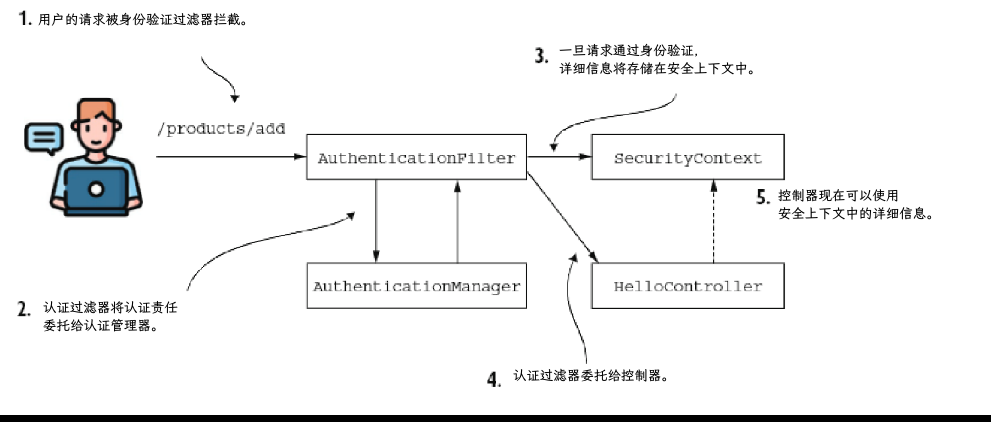 1. 用户的请求被身份验证过滤器拦截。
3. 一旦请求通过身份验证,
详细信息将存储在安全上下文中。
/products/add
AuthenticationFilter
SecurityContext
5. 控制器现在可以使用
安全上下文中的详细信息。
AuthenticationManager
HelloController
2. 认证过滤器将认证责任
委托给认证管理器。
4. 认证过滤器委托给控制器。